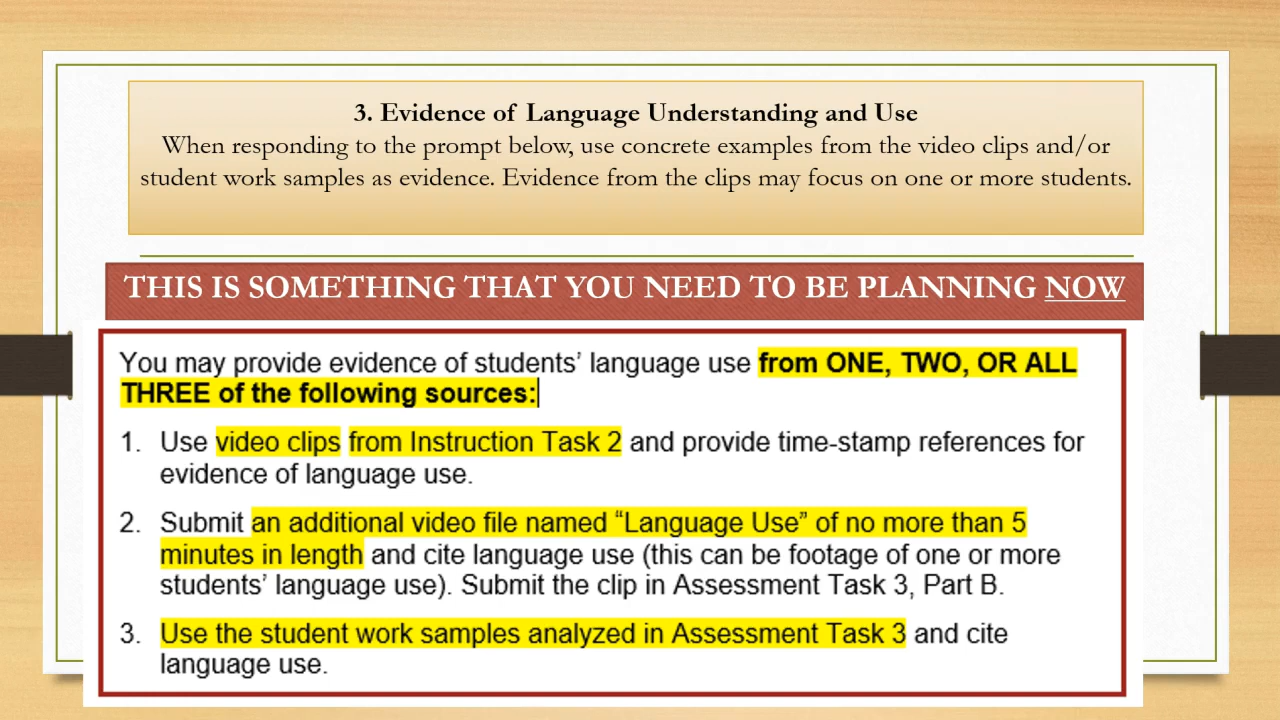 3. Evidence of Language Understanding and Use
When responding to the prompt below, use concrete examples from the video clips and/or
student work samples as evidence. Evidence from the clips may focus on one or more students.
THIS IS SOMETHING THAT YOU NEED TO BE PLANNING NOW
You may provide evidence of students’ language use from ONE, TWO, OR ALL
THREE of the following sources:
1. Use video clips from Instruction Task 2 and provide time-stamp references for
evidence of language use.
2. Submit an additional video file named “Language Use” of no more than 5
minutes in length and cite language use (this can be footage of one or more
students’ language use). Submit the clip in Assessment Task 3, Part B.
3. Use the student work samples analyzed in Assessment Task 3 and cite
language use.